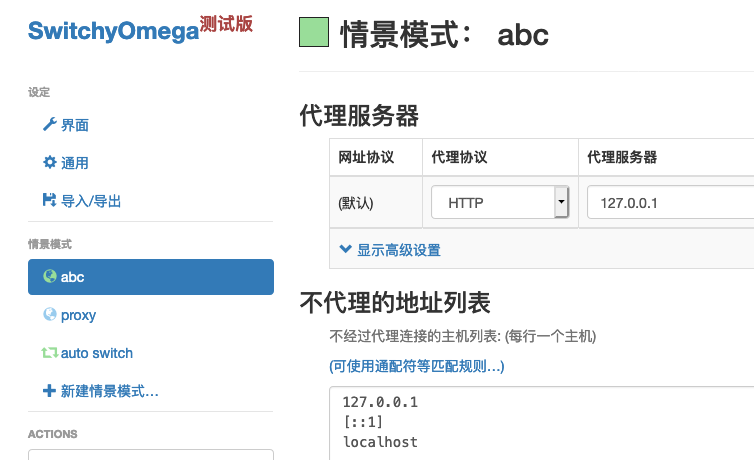 SwitchyOmega测试版
设定
界面
通用
导入/导出
情景模式
abc
proxy
auto switch
新建情景模式…
ACTIONS
情景模式： abc
代理服务器
网址协议 代理协议 代理服务器
(默认) HTTP 127.0.0.1
显示高级设置
不代理的地址列表
不经过代理连接的主机列表: (每行一个主机)
(可使用通配符等匹配规则…)
127.0.0.1
[::1]
localhost